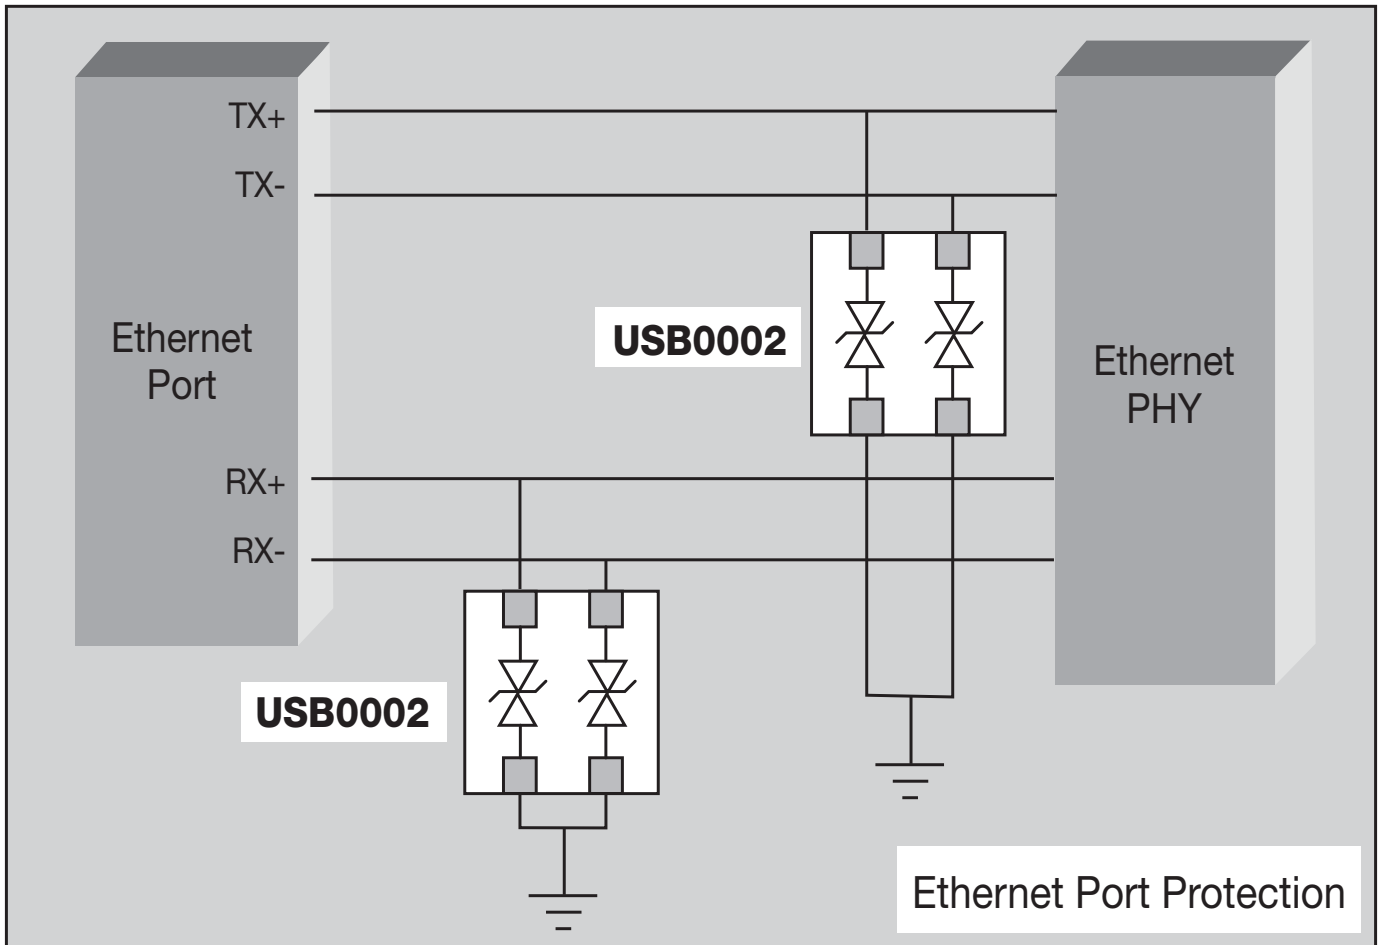 TX+
TX-
Ethernet
Port
USB0002
Ethernet
PHY
RX+
RX-
USB0002
Ethernet Port Protection